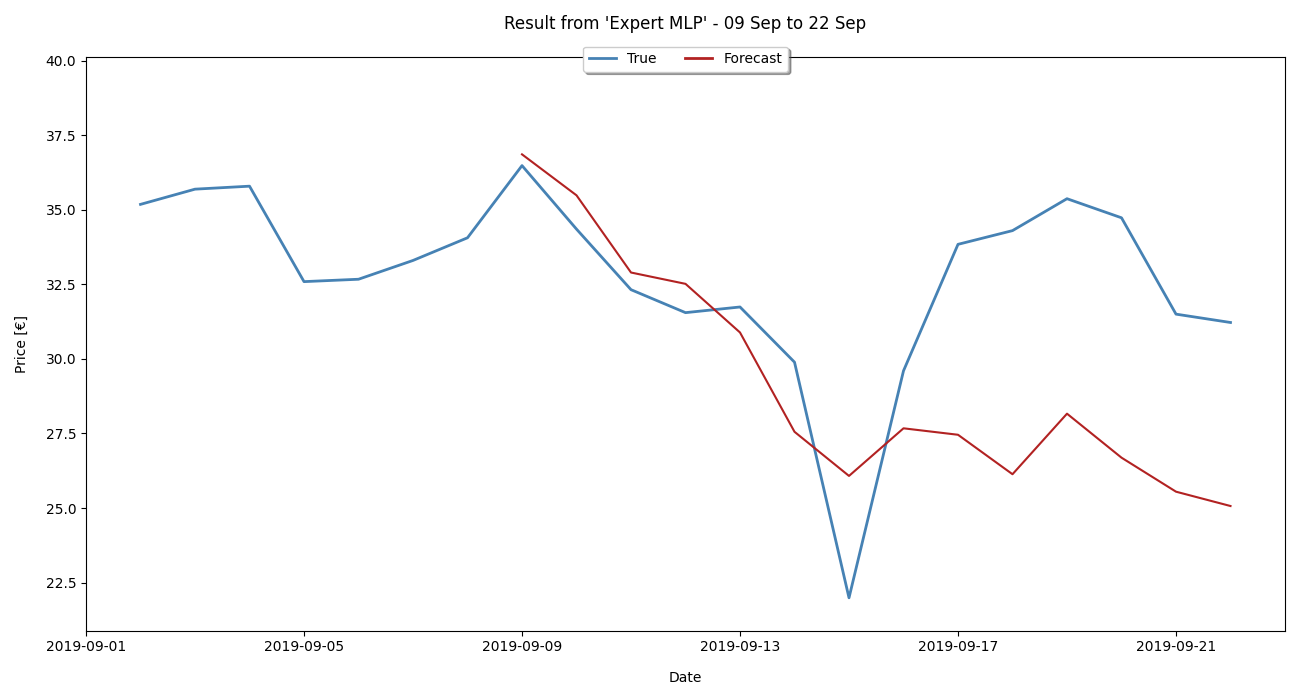 Result from 'Expert MLP' - 09 Sep to 22 Sep
True Forecast
40.0
37.5
35.0
32.5
30.0
27.5
25.0
22.5
Price [€]
2019-09-01 2019-09-05 2019-09-09 2019-09-13 2019-09-17 2019-09-21
Date